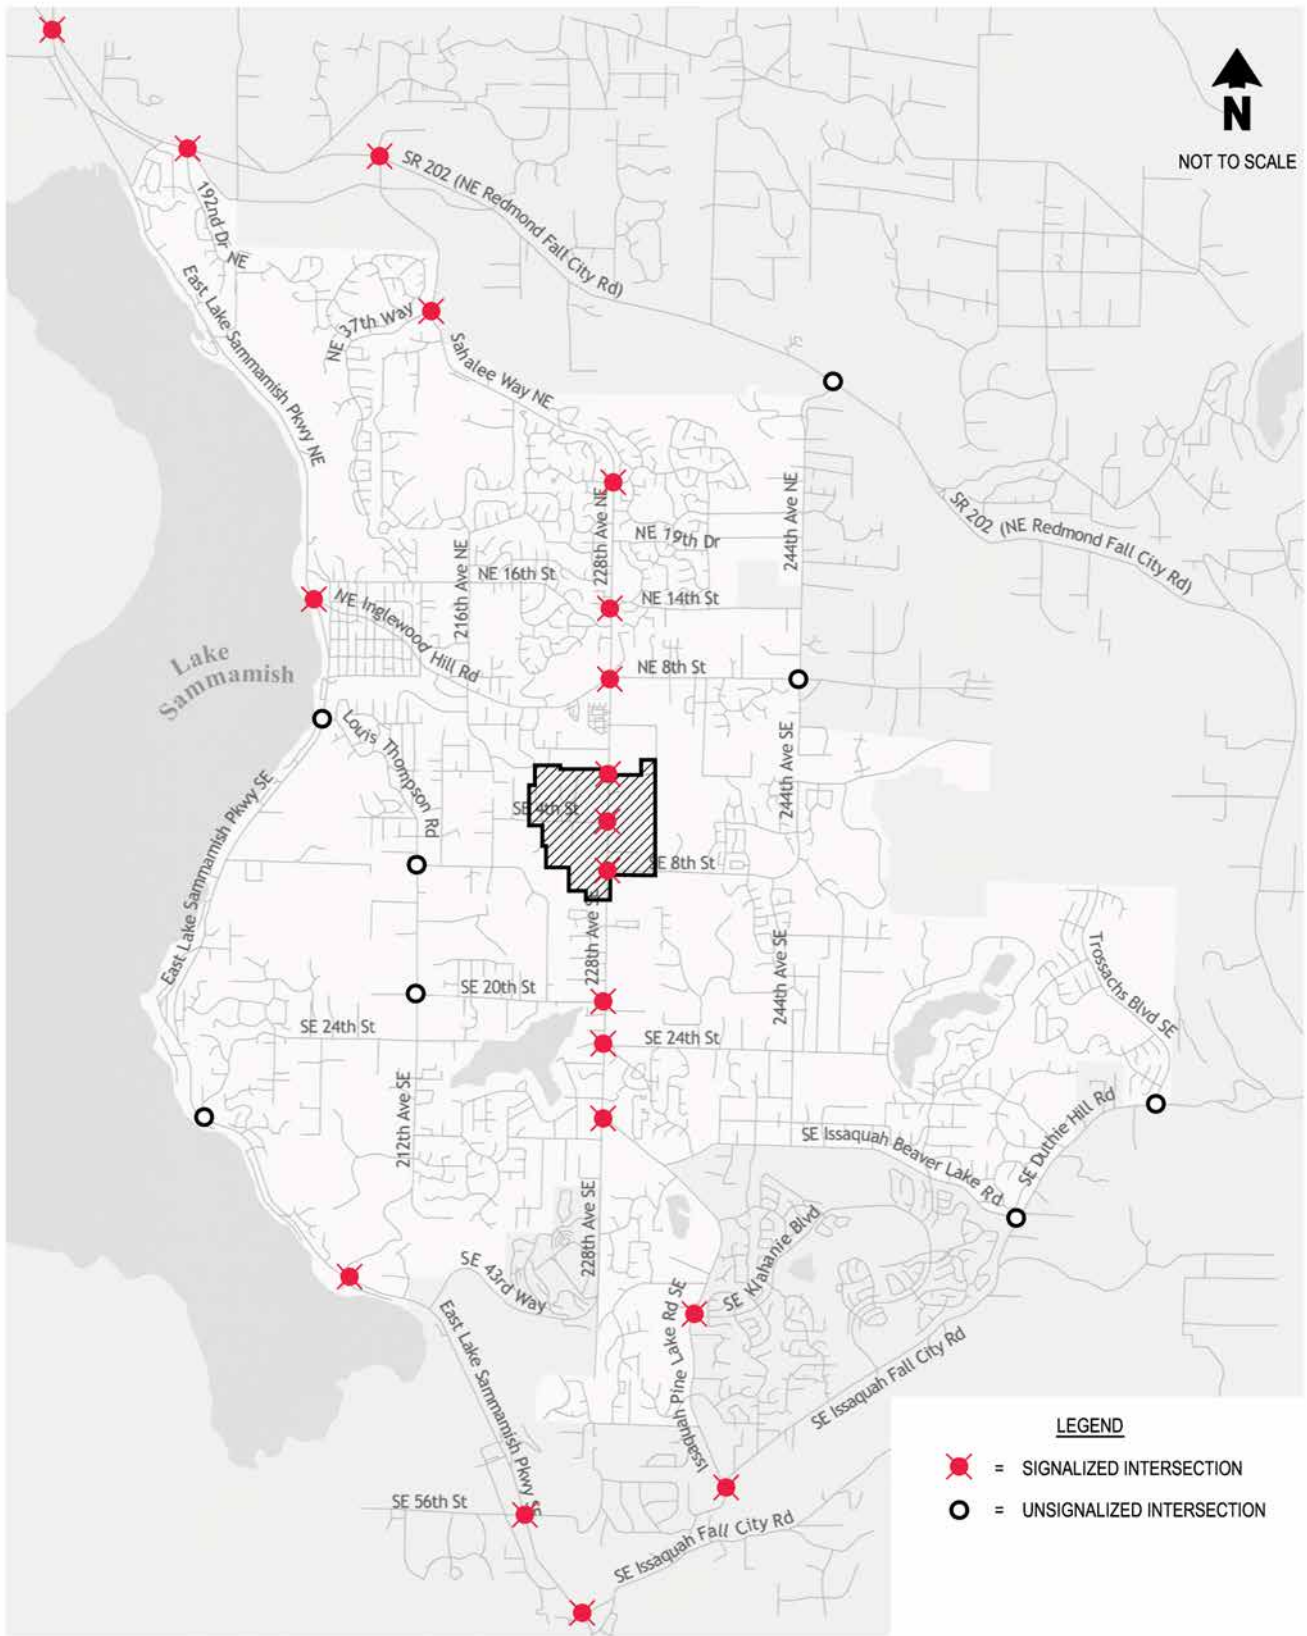 N
NOT TO SCALE
SR 202 (NE Redmond Fall City Rd)
192nd Dr NE
East Lake Sammamish Pkwy NE
NE 37th Way
Sahalee Way NE
228th Ave NE
NE 19th Dr
244th Ave NE
SR 202 (NE Redmond Fall City Rd)
216th Ave NE
NE 16th St
NE 14th St
NE Inglewood Hill Rd
NE 8th St
Lake
Sammamish
Louis Thompson Rd
244th Ave SE
East Lake Sammamish Pkwy SE
SE 4th St
SE 8th St
228th Ave S
244th Ave SE
Trossachs Blvd SE
SE 20th St
SE 24th St
SE 24th St
212th Ave SE
SE Duthie Hill Rd
SE Issaquah Beaver Lake Rd
228th Ave SE
SE Klahanie Blvd
SE 43rd Way
East Lake Sammamish Pkwy SE
Issaquah Pine Lake Rd SE
SE Issaquah Fall City Rd
SE 56th St
SE Issaquah Fall City Rd
LEGEND
= SIGNALIZED INTERSECTION
= UNSIGNALIZED INTERSECTION